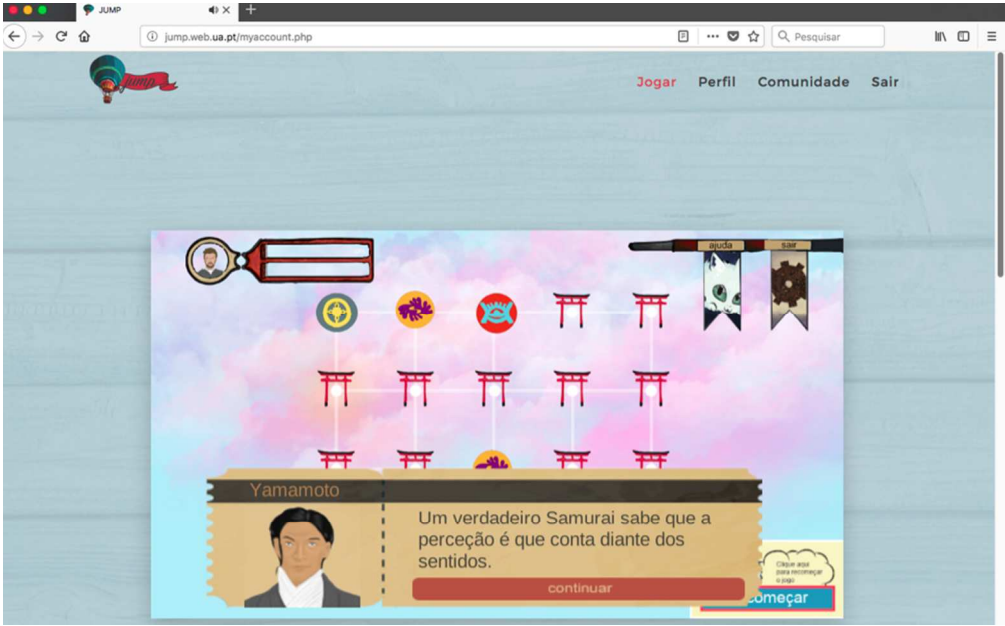 JUMP
jump.web.ua.pt/myaccount.php
Pesquisar
jump
Jogar Perfil Comunidade Sair
ajuda sair
Yamamoto
Um verdadeiro Samurai sabe que a
perceção é que conta diante dos
sentidos.
continuar
Clique aqui
para recomeçar
o jogo
começar